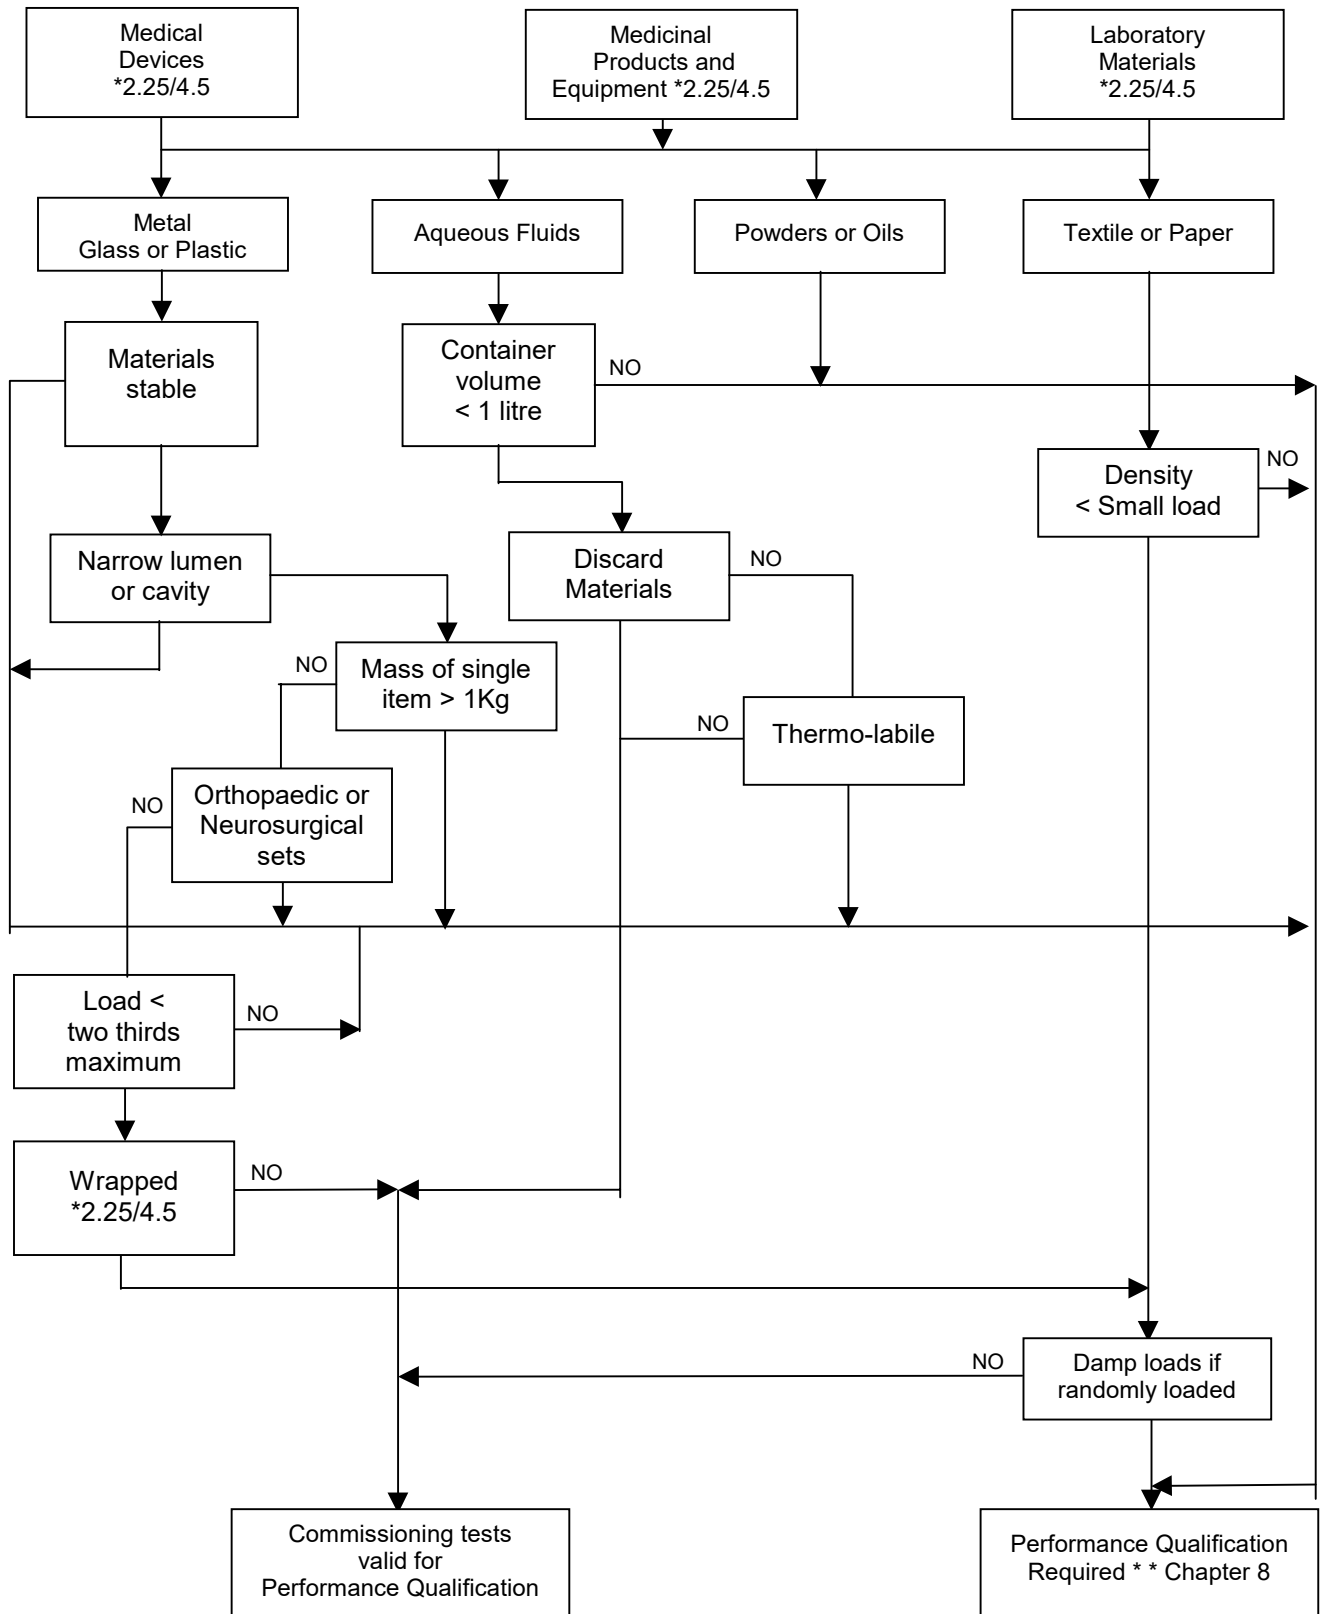 Medical
Devices
*2.25/4.5
Medicinal
Products and
Equipment *2.25/4.5
Laboratory
Materials
*2.25/4.5
Metal
Glass or Plastic
Aqueous Fluids
Powders or Oils
Textile or Paper
Materials
stable
Container
volume
< 1 litre
NO
Density
< Small load
NO
Narrow lumen
or cavity
Discard
Materials
NO
NO
Mass of single
item > 1Kg
NO
Thermo-labile
NO
Orthopaedic or
Neurosurgical
sets
Load <
two thirds
maximum
NO
Wrapped
*2.25/4.5
NO
NO
Damp loads if
randomly loaded
Commissioning tests
valid for
Performance Qualification
Performance Qualification
Required * * Chapter 8